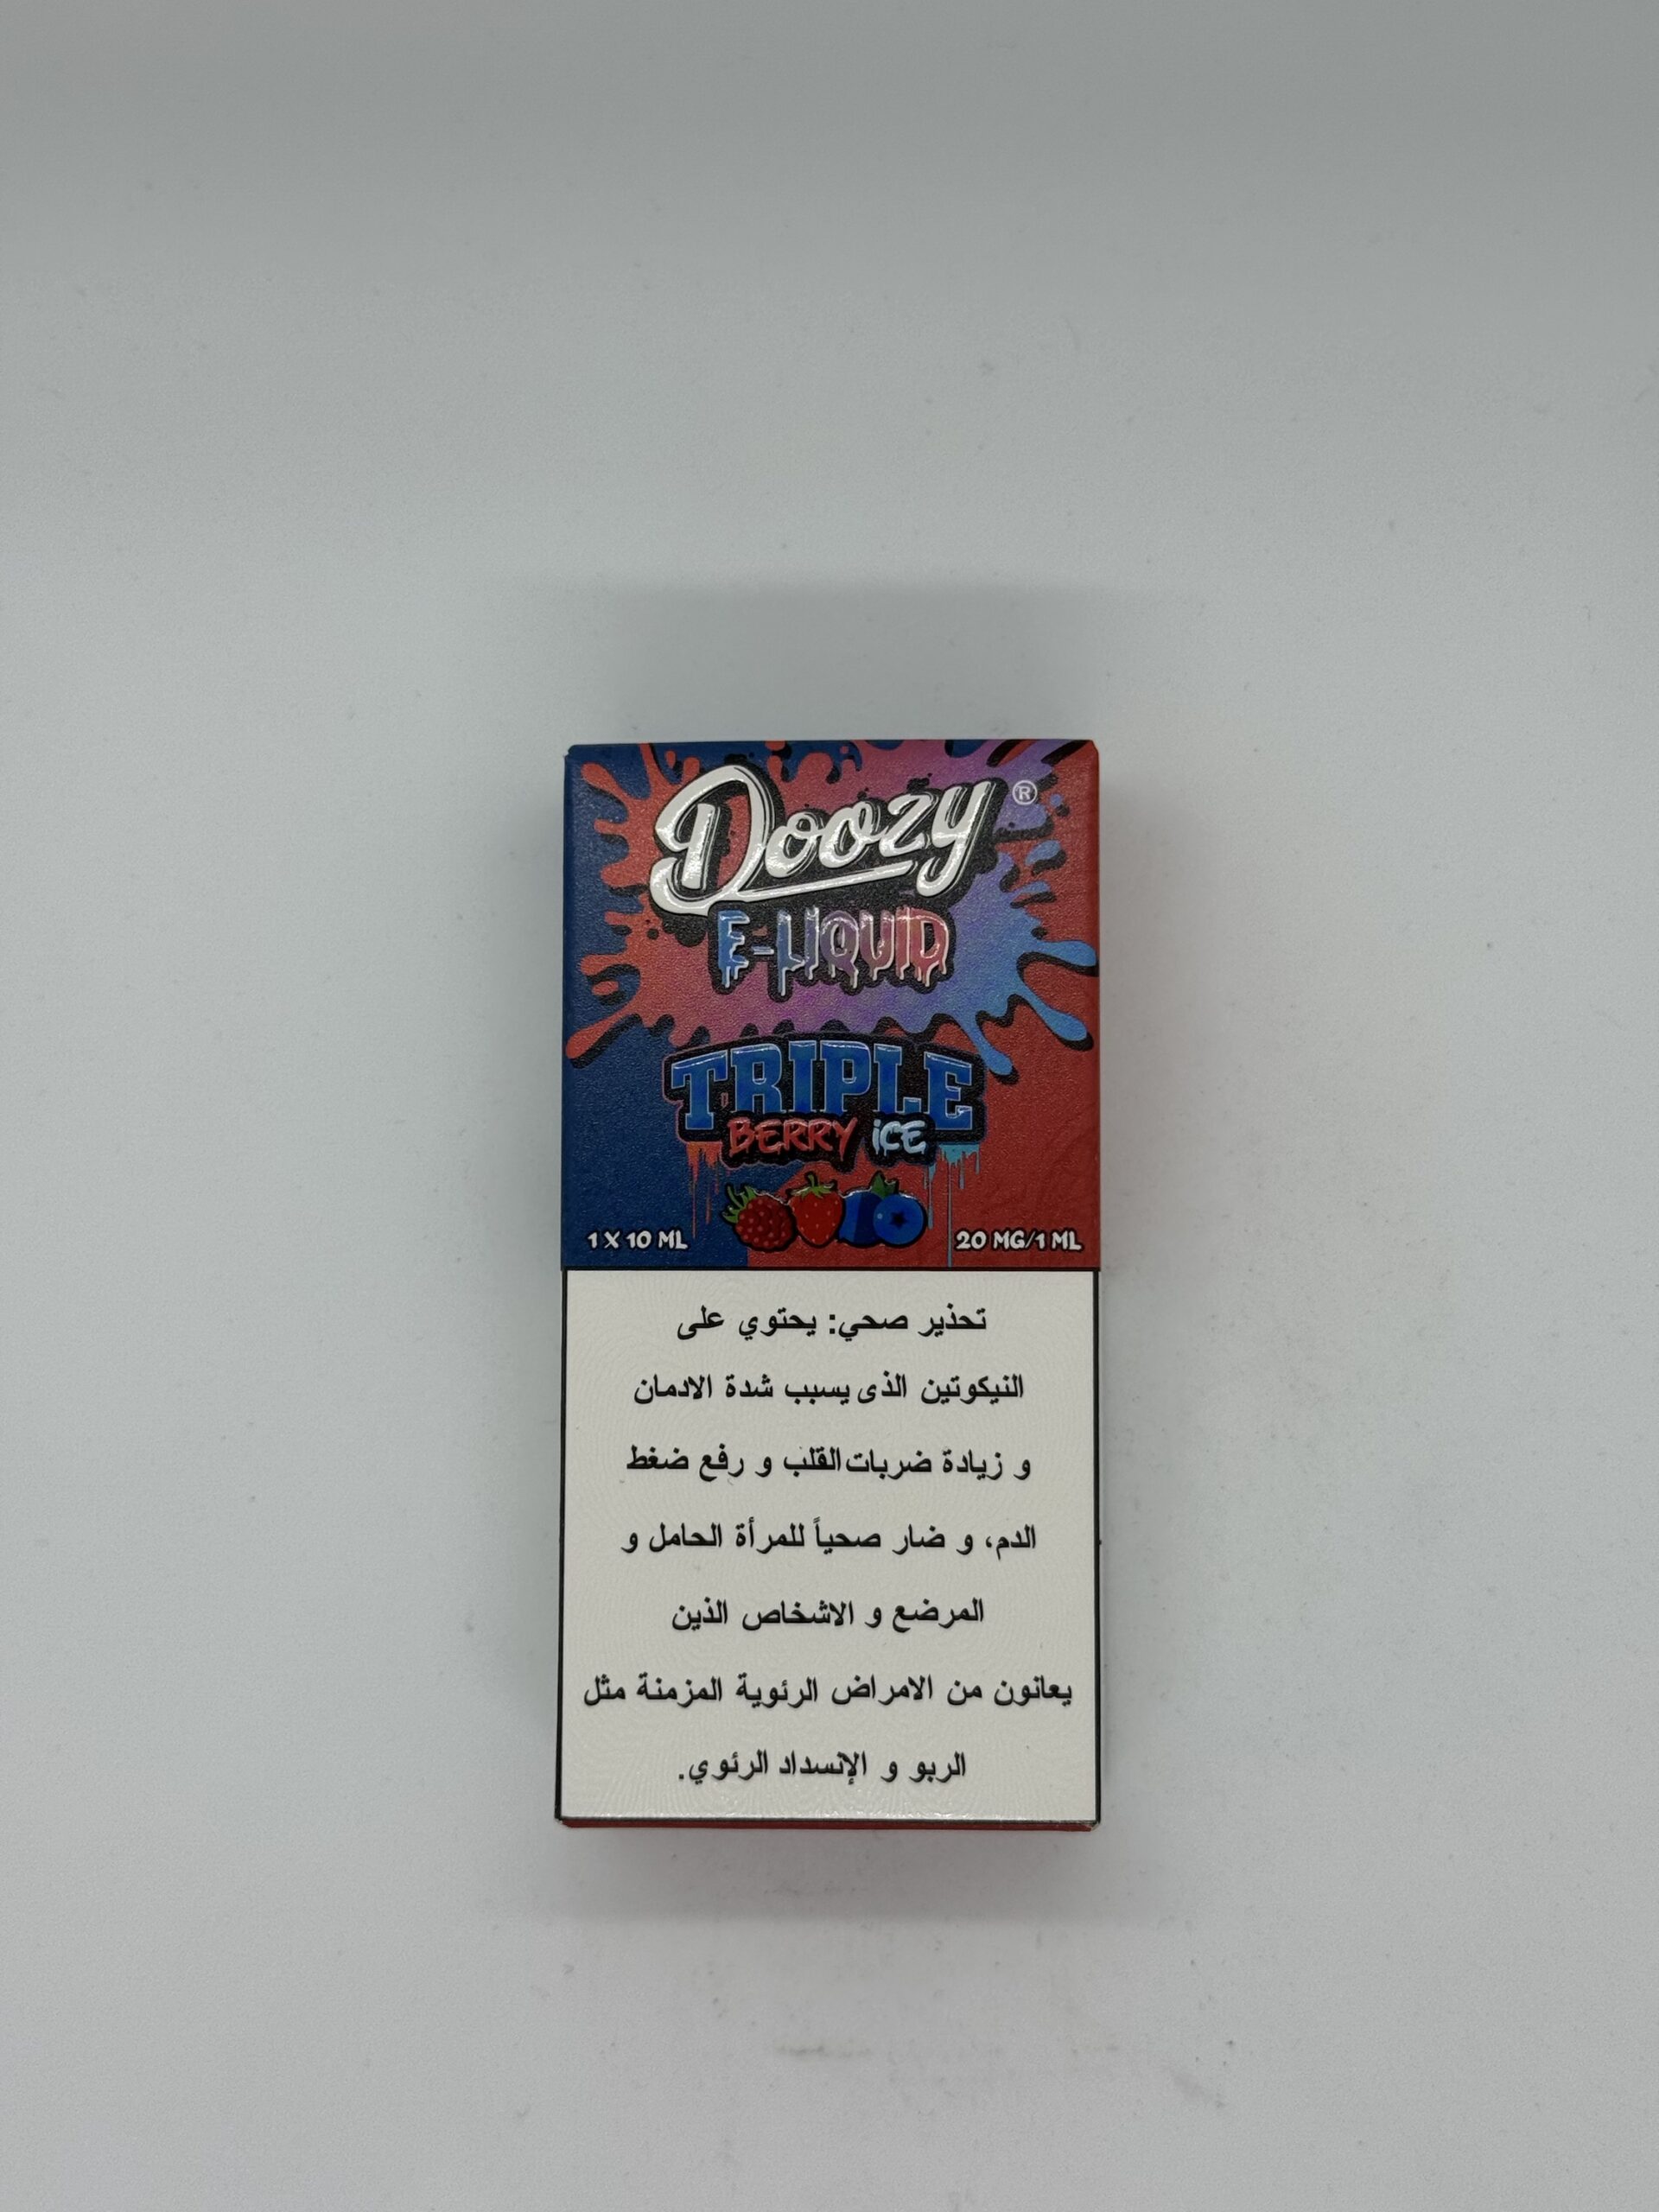 Doozy ®
E-LIQUID
TRIPLE
BERRY iCE
1 X 10 ML
20 MG/1 ML
تحذير صحي: يحتوي على
النيكوتين الذى يسبب شدة الادمان
و زيادة ضربات القلب و رفع ضغط
الدم، و ضار صحياً للمرأة الحامل و
المرضع و الاشخاص الذين
يعانون من الامراض الرئوية المزمنة مثل
الربو و الإنسداد الرئوي.